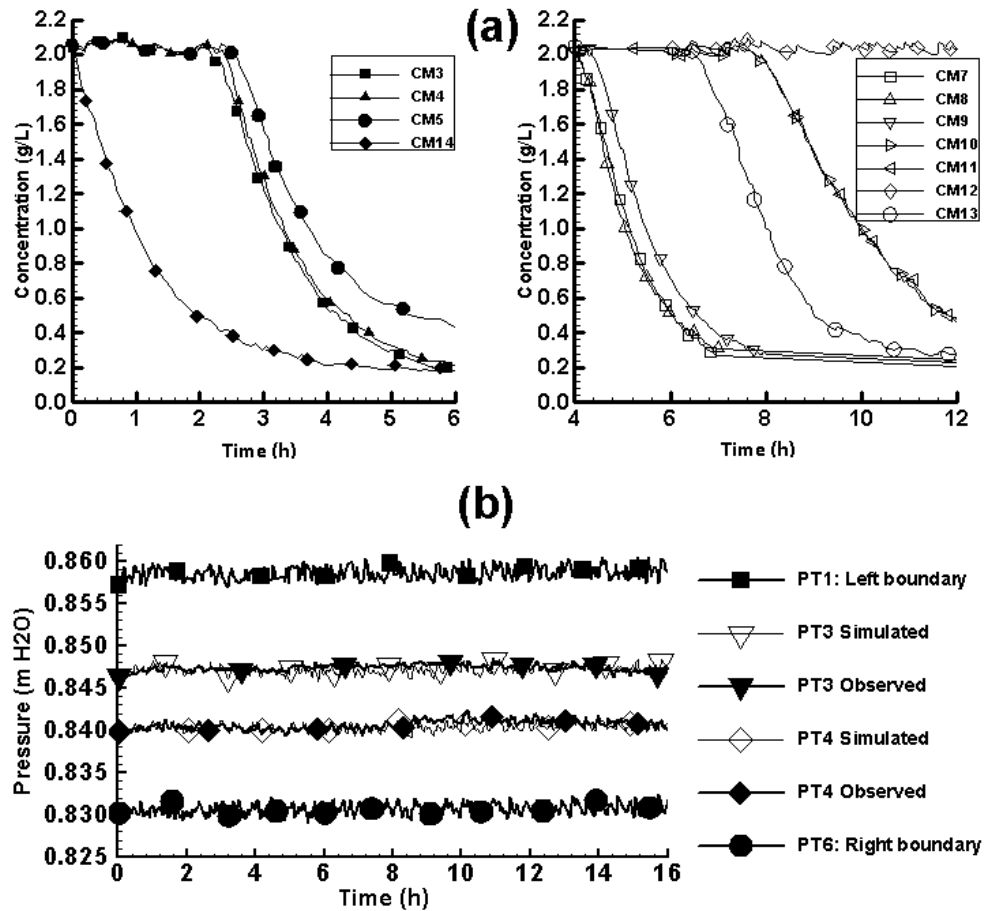 (a)
2.2
2.0
1.8
1.6
1.4
1.2
1.0
0.8
0.6
0.4
0.2
0.0
Concentration (g/L)
0 1 2 3 4 5 6
Time (h)
CM3
CM4
CM5
CM14
2.2
2.0
1.8
1.6
1.4
1.2
1.0
0.8
0.6
0.4
0.2
0.0
Concentration (g/L)
4 6 8 10 12
Time (h)
CM7
CM8
CM9
CM10
CM11
CM12
CM13
(b)
0.860
0.855
0.850
0.845
0.840
0.835
0.830
0.825
Pressure (m H2O)
0 2 4 6 8 10 12 14 16
Time (h)
PT1: Left boundary
PT3 Simulated
PT3 Observed
PT4 Simulated
PT4 Observed
PT6: Right boundary